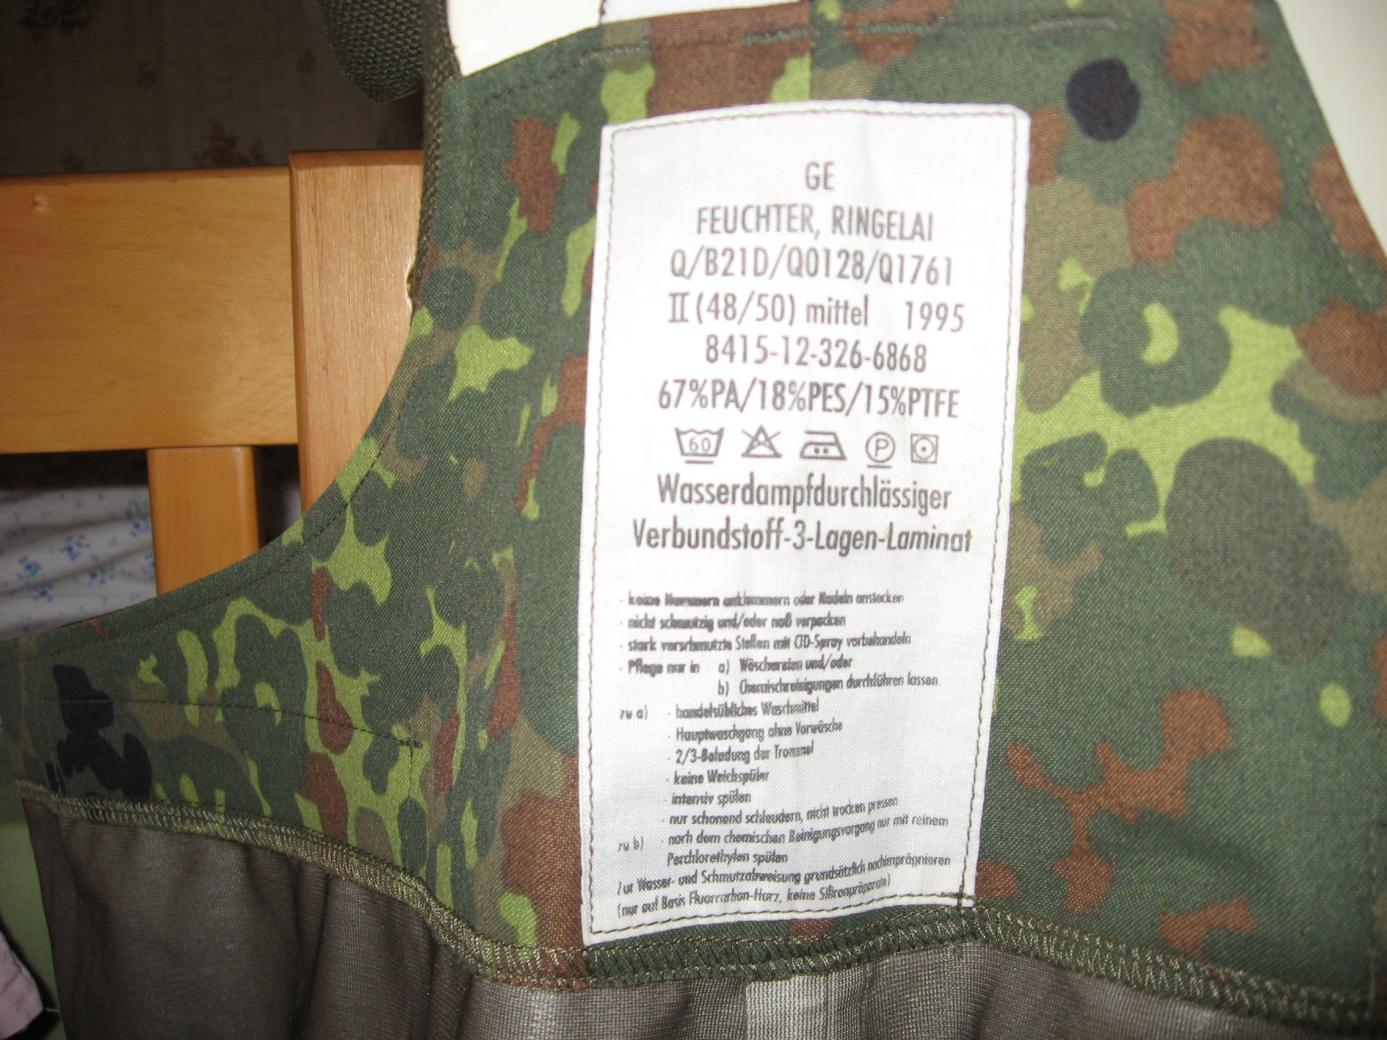 GE
FEUCHTER, RINGELAI
Q/B21D/Q0128/Q1761
II (48/50) mittel 1995
8415-12-326-6868
67%PA/18%PES/15%PTFE
60 P
Wasserdampfdurchlässiger
Verbundstoff-3-Lagen-Laminat
- keine Nummern anklammern oder Nadeln anstecken
- nicht schmutzig und/oder naß verpacken
- stark verschmutzte Stellen mit CID-Spray vorbehandeln
- Pflege nur in a) Wäschereien und/oder
b) Chemischreinigungen durchführen lassen.
zu a) - handelsübliches Waschmittel
- Hauptwaschgang ohne Vorwäsche
- 2/3-Beladung der Trommel
- keine Weichspüler
- intensiv spülen
- nur schonend schleudern, nicht trocken pressen
zu b) - nach dem chemischen Reinigungsvorgang nur mit reinem
Perchlorethylen spülen
Zur Wasser- und Schmutzabweisung grundsätzlich nachimprägnieren
(nur auf Basis Fluorcarbon-Harz, keine Silikonpräparate)